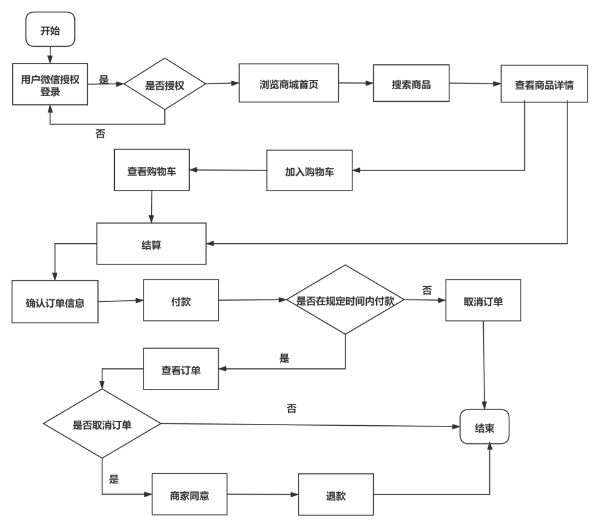 开始
用户微信授权
登录
是
是否授权
否
浏览商城首页
搜索商品
查看商品详情
查看购物车
加入购物车
结算
确认订单信息
付款
是否在规定时间内付款
否
取消订单
是
查看订单
是否取消订单
否
结束
是
商家同意
退款